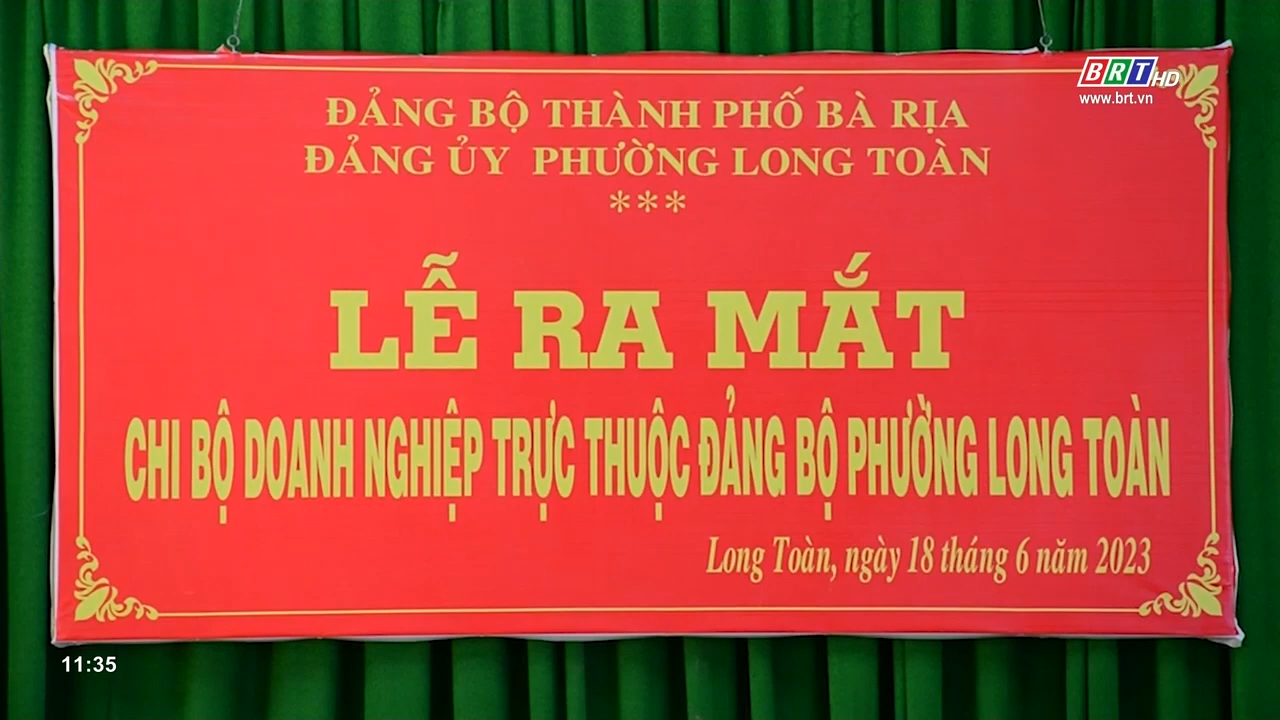 BRT HD
www.brt.vn
ĐẢNG BỘ THÀNH PHỐ BÀ RỊA
ĐẢNG ỦY PHƯỜNG LONG TOÀN
***
LỄ RA MẮT
CHI BỘ DOANH NGHIỆP TRỰC THUỘC ĐẢNG BỘ PHƯỜNG LONG TOÀN
Long Toàn, ngày 18 tháng 6 năm 2023
11:35